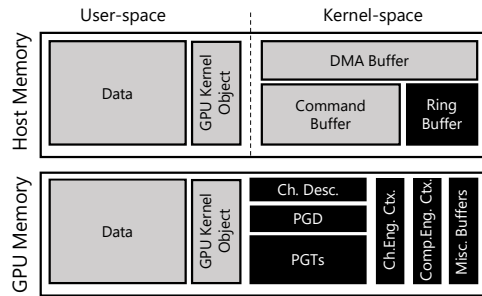 User-space
Kernel-space
Host Memory
Data
GPU Kernel
Object
DMA Buffer
Command
Buffer
Ring
Buffer
GPU Memory
Data
GPU Kernel
Object
Ch. Desc.
PGD
PGTs
Ch.Eng. Ctx.
Comp.Eng. Ctx.
Misc. Buffers